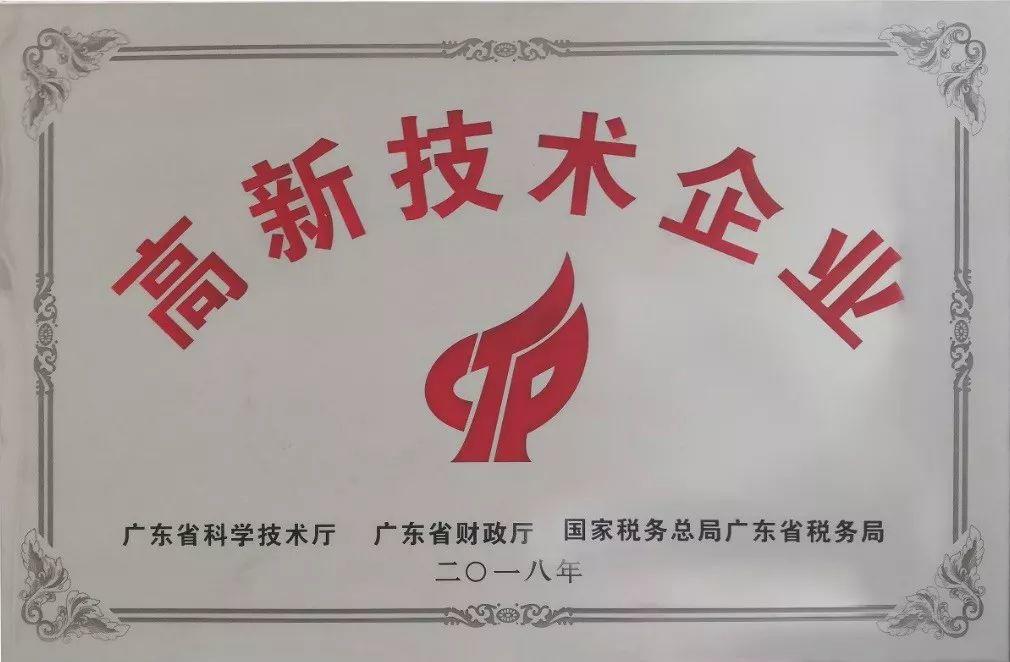 高新技术企业
广东省科学技术厅 广东省财政厅 国家税务总局广东省税务局
二〇一八年